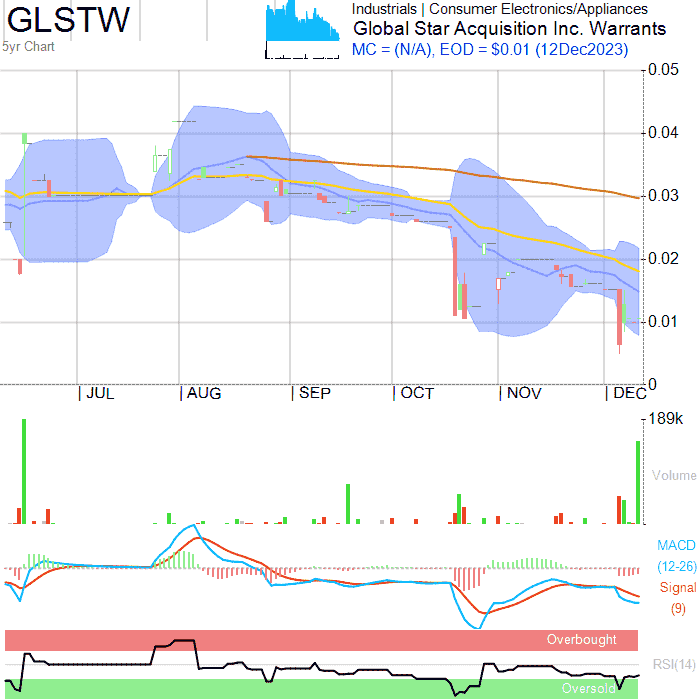 GLSTW
5yr Chart
Industrials | Consumer Electronics/Appliances
Global Star Acquisition Inc. Warrants
MC = (N/A), EOD = $0.01 (12Dec2023)
0.05
0.04
0.03
0.02
0.01
0
| JUL | AUG | SEP | OCT | NOV | DEC
189k
Volume
MACD
(12-26)
Signal
(9)
Overbought
RSI(14)
Oversold